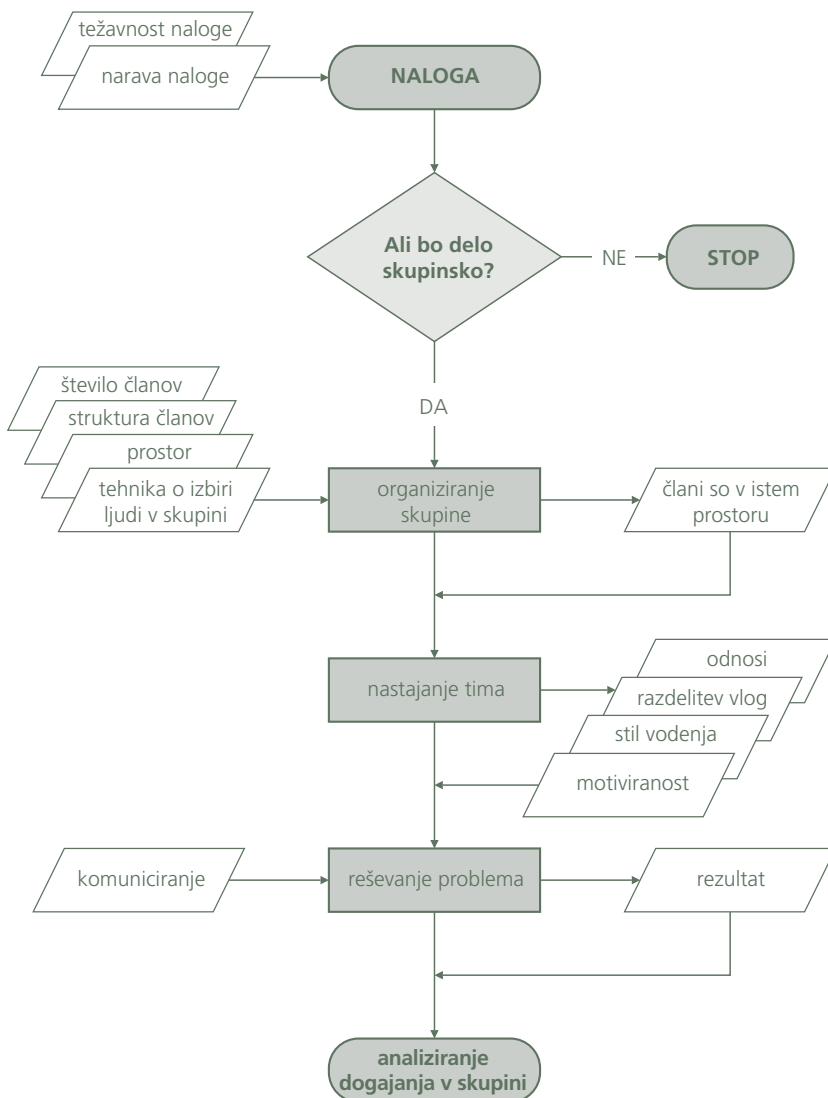 težavnost naloge
narava naloge
NALOGA
Ali bo delo
skupinsko?
NE
STOP
DA
število članov
struktura članov
prostor
tehnika o izbiri
ljudi v skupini
organiziranje
skupine
člani so v istem
prostoru
nastajanje tima
odnosi
razdelitev vlog
stil vodenja
motiviranost
komuniciranje
reševanje problema
rezultat
analiziranje
dogajanja v skupini